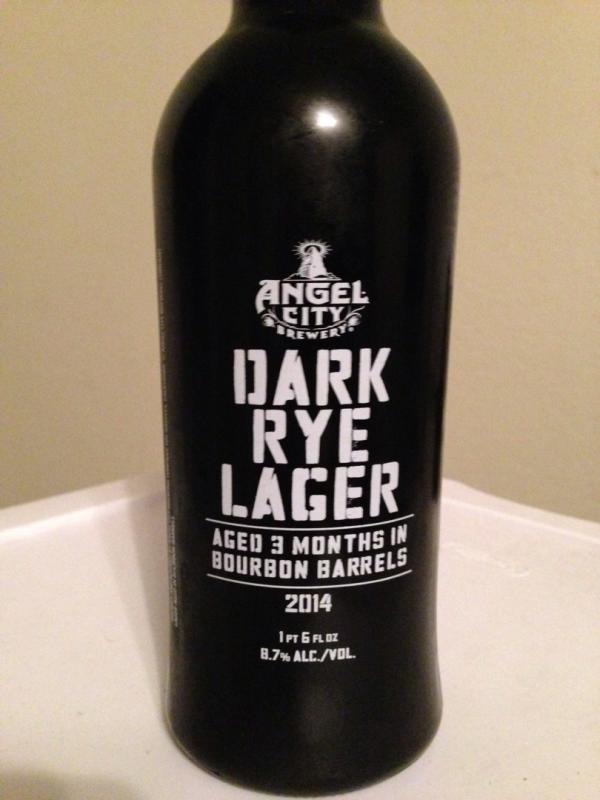 ANGEL
CITY
BREWERY
DARK
RYE
LAGER
AGED 3 MONTHS IN
BOURBON BARRELS
2014
1 PT 6 FL OZ
8.7% ALC./VOL.